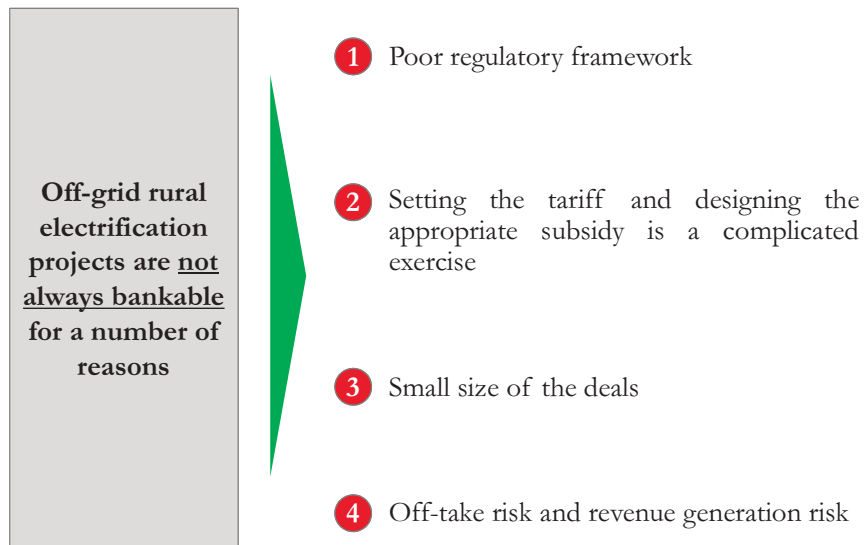 Off-grid rural
electrification
projects are not
always bankable
for a number of
reasons
1 Poor regulatory framework
2 Setting the tariff and designing the
appropriate subsidy is a complicated
exercise
3 Small size of the deals
4 Off-take risk and revenue generation risk